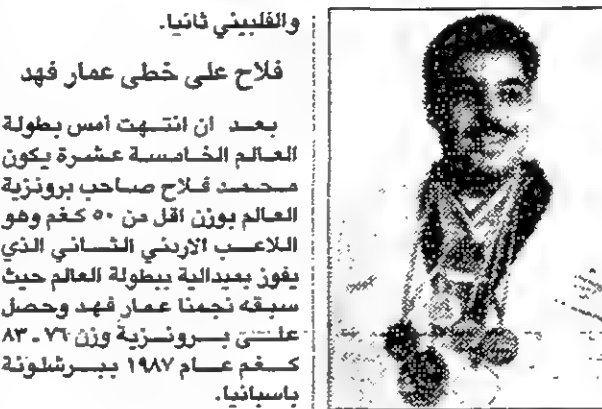 والفلبيني ثانيا.
فلاح على خطى عمار فهد
بعد ان انتهت امس بطولة
العالم الخامسة عشرة يكون
محمد فلاح صاحب برونزية
العالم بوزن اقل من ٥٠ كغم وهو
اللاعب الاردني الثاني الذي
يفوز بميدالية ببطولة العالم حيث
سبقه نجمنا عمار فهد وحصل
على برونزية وزن ٧٦ ـ ٨٣
كغم عام ١٩٨٧ ببرشلونة
باسبانيا.